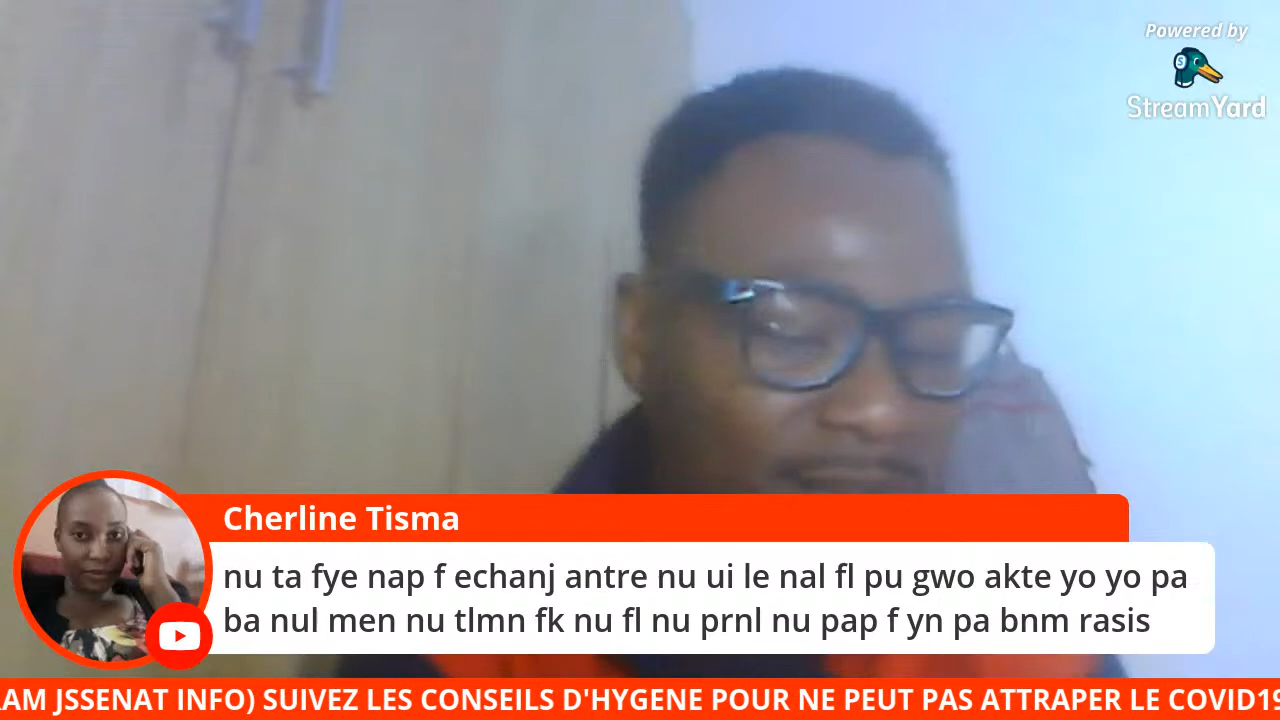 Powered by
StreamYard
Cherline Tisma
nu ta fye nap f echanj antre nu ui le nal fl pu gwo akte yo yo pa
ba nul men nu tlmn fk nu fl nu prnl nu pap f yn pa bnm rasis
AM JSSENAT INFO) SUIVEZ LES CONSEILS D'HYGENE POUR NE PEUT PAS ATTRAPER LE COVID19